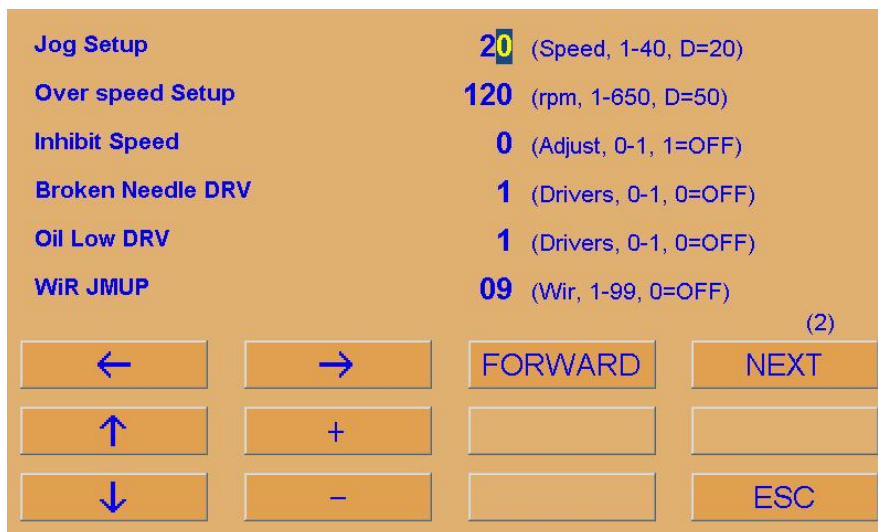 Jog Setup 20 (Speed, 1-40, D=20)
Over speed Setup 120 (rpm, 1-650, D=50)
Inhibit Speed 0 (Adjust, 0-1, 1=OFF)
Broken Needle DRV 1 (Drivers, 0-1, 0=OFF)
Oil Low DRV 1 (Drivers, 0-1, 0=OFF)
WiR JMUP 09 (Wir, 1-99, 0=OFF)
(2)
← → FORWARD NEXT
↑ +
↓ − ESC